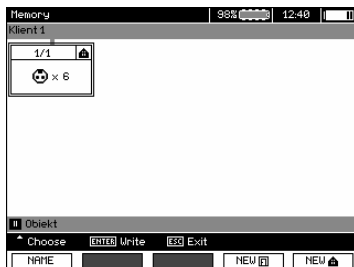 Memory 98% 12:40
Klient 1
1/1
× 6
Obiekt
Choose ENTER Write ESC Exit
NAME NEW NEW